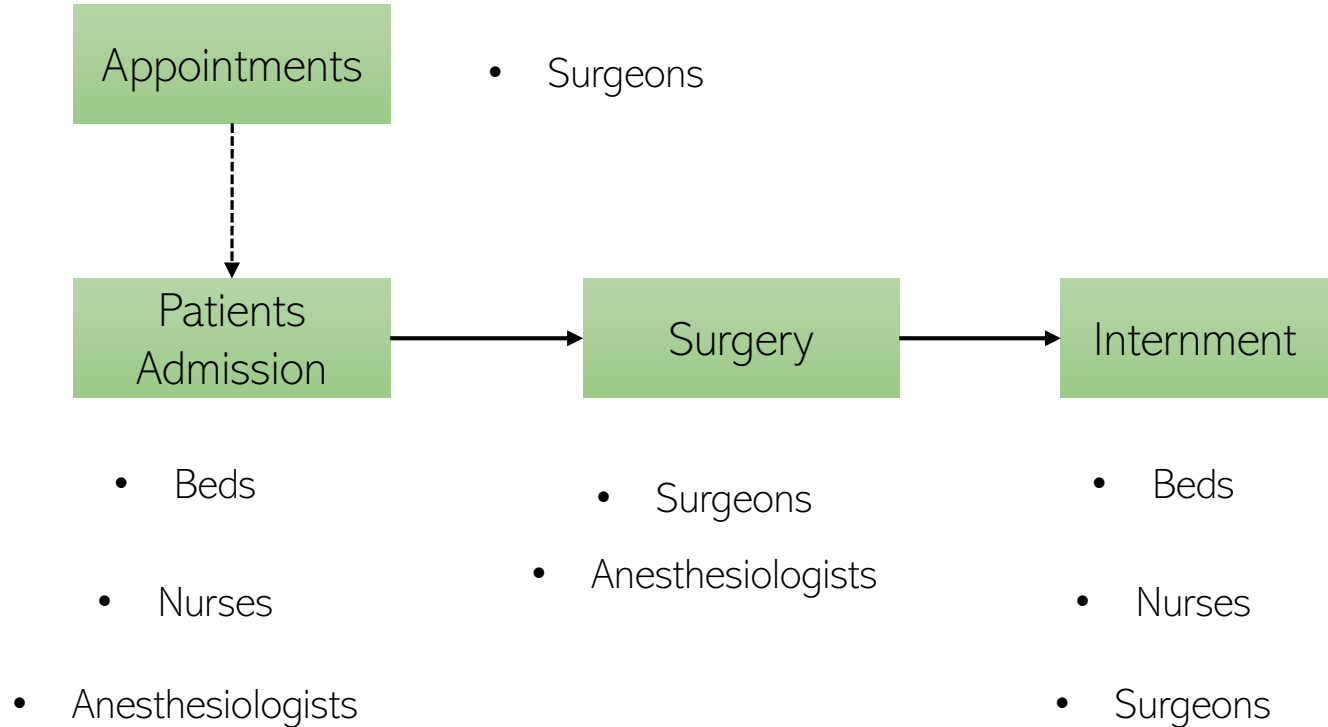 Appointments
• Surgeons
Patients
Admission
Surgery
Internment
• Beds
• Nurses
• Anesthesiologists
• Surgeons
• Anesthesiologists
• Beds
• Nurses
• Surgeons